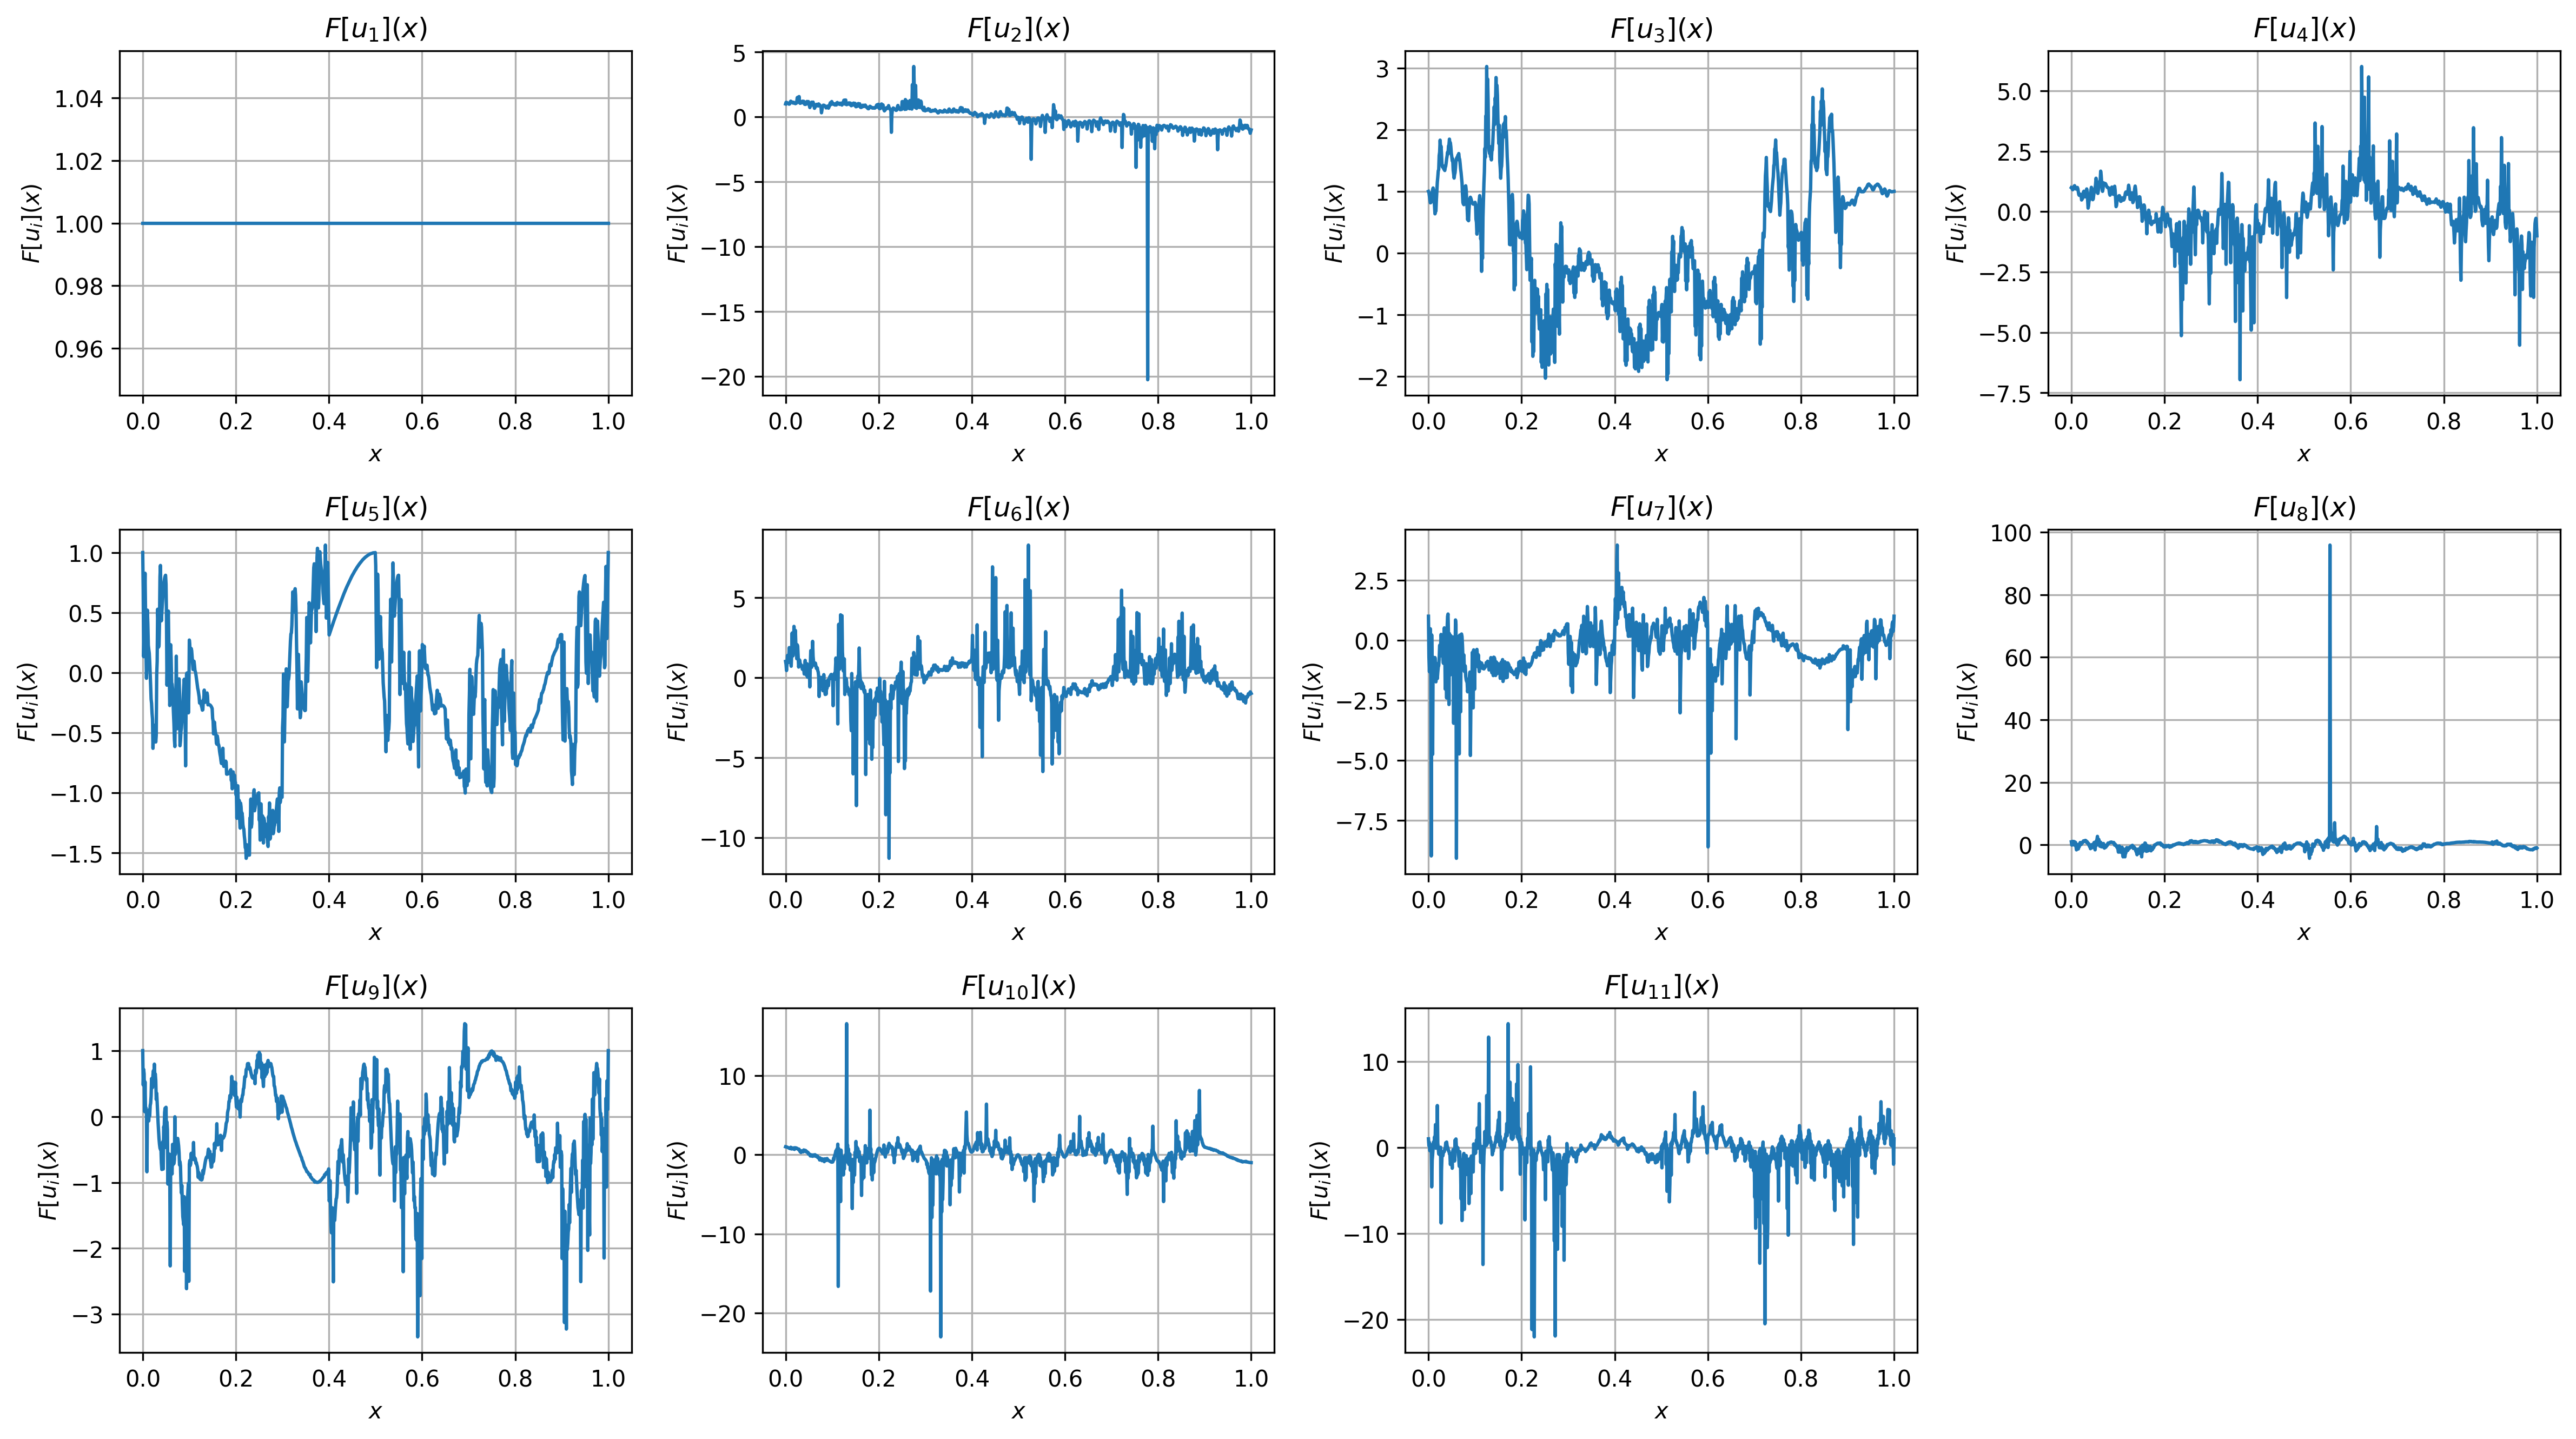 F[u₁](x)
F[uᵢ](x)
1.04
1.02
1.00
0.98
0.96
0.0 0.2 0.4 0.6 0.8 1.0
x
F[u₂](x)
F[uᵢ](x)
5
0
−5
−10
−15
−20
0.0 0.2 0.4 0.6 0.8 1.0
x
F[u₃](x)
F[uᵢ](x)
3
2
1
0
−1
−2
0.0 0.2 0.4 0.6 0.8 1.0
x
F[u₄](x)
F[uᵢ](x)
5.0
2.5
0.0
−2.5
−5.0
−7.5
0.0 0.2 0.4 0.6 0.8 1.0
x
F[u₅](x)
F[uᵢ](x)
1.0
0.5
0.0
−0.5
−1.0
−1.5
0.0 0.2 0.4 0.6 0.8 1.0
x
F[u₆](x)
F[uᵢ](x)
5
0
−5
−10
0.0 0.2 0.4 0.6 0.8 1.0
x
F[u₇](x)
F[uᵢ](x)
2.5
0.0
−2.5
−5.0
−7.5
0.0 0.2 0.4 0.6 0.8 1.0
x
F[u₈](x)
F[uᵢ](x)
100
80
60
40
20
0
0.0 0.2 0.4 0.6 0.8 1.0
x
F[u₉](x)
F[uᵢ](x)
1
0
−1
−2
−3
0.0 0.2 0.4 0.6 0.8 1.0
x
F[u₁₀](x)
F[uᵢ](x)
10
0
−10
−20
0.0 0.2 0.4 0.6 0.8 1.0
x
F[u₁₁](x)
F[uᵢ](x)
10
0
−10
−20
0.0 0.2 0.4 0.6 0.8 1.0
x